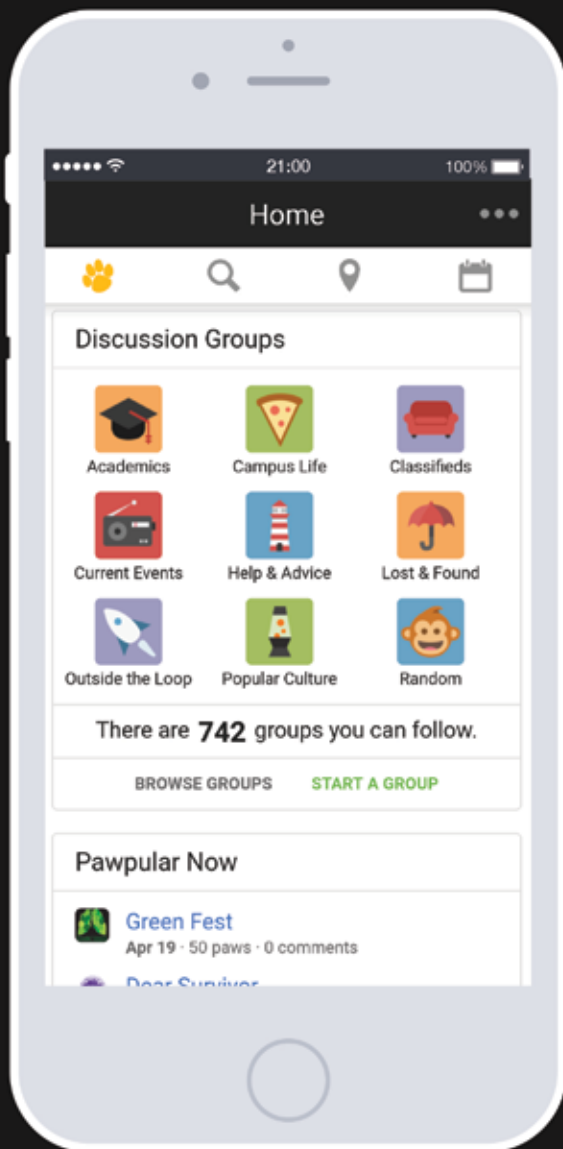 21:00 100%
Home
Discussion Groups
Academics Campus Life Classifieds
Current Events Help & Advice Lost & Found
Outside the Loop Popular Culture Random
There are 742 groups you can follow.
BROWSE GROUPS START A GROUP
Pawpular Now
Green Fest
Apr 19 · 50 paws · 0 comments
Dear Survivor